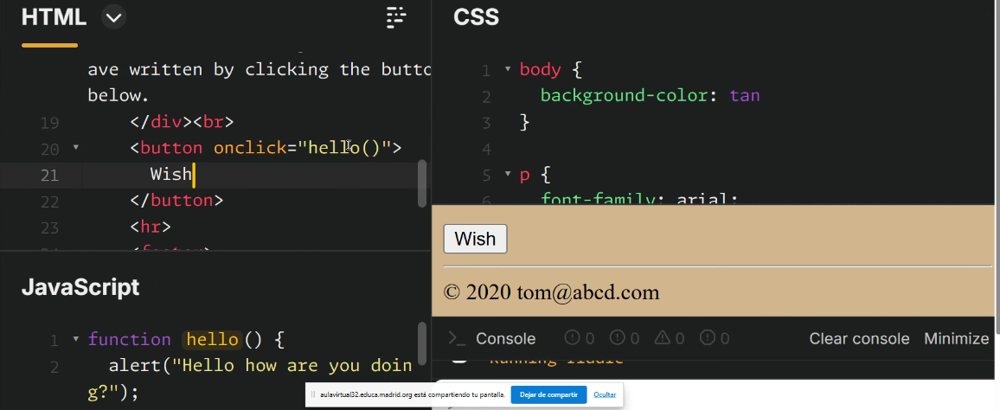 HTML
ave written by clicking the butto
below.
19 </div><br>
20 <button onclick="hello()">
21 Wish
22 </button>
23 <hr>
JavaScript
1 function hello() {
2 alert("Hello how are you doin
g?");
CSS
1 body {
2 background-color: tan
3 }
4
5 p {
6 font-family: arial;
Wish
© 2020 tom@abcd.com
>_ Console 0 0 0 0 Clear console Minimize
Running fiddle
aulavirtual32.educa.madrid.org está compartiendo tu pantalla. Dejar de compartir Ocultar